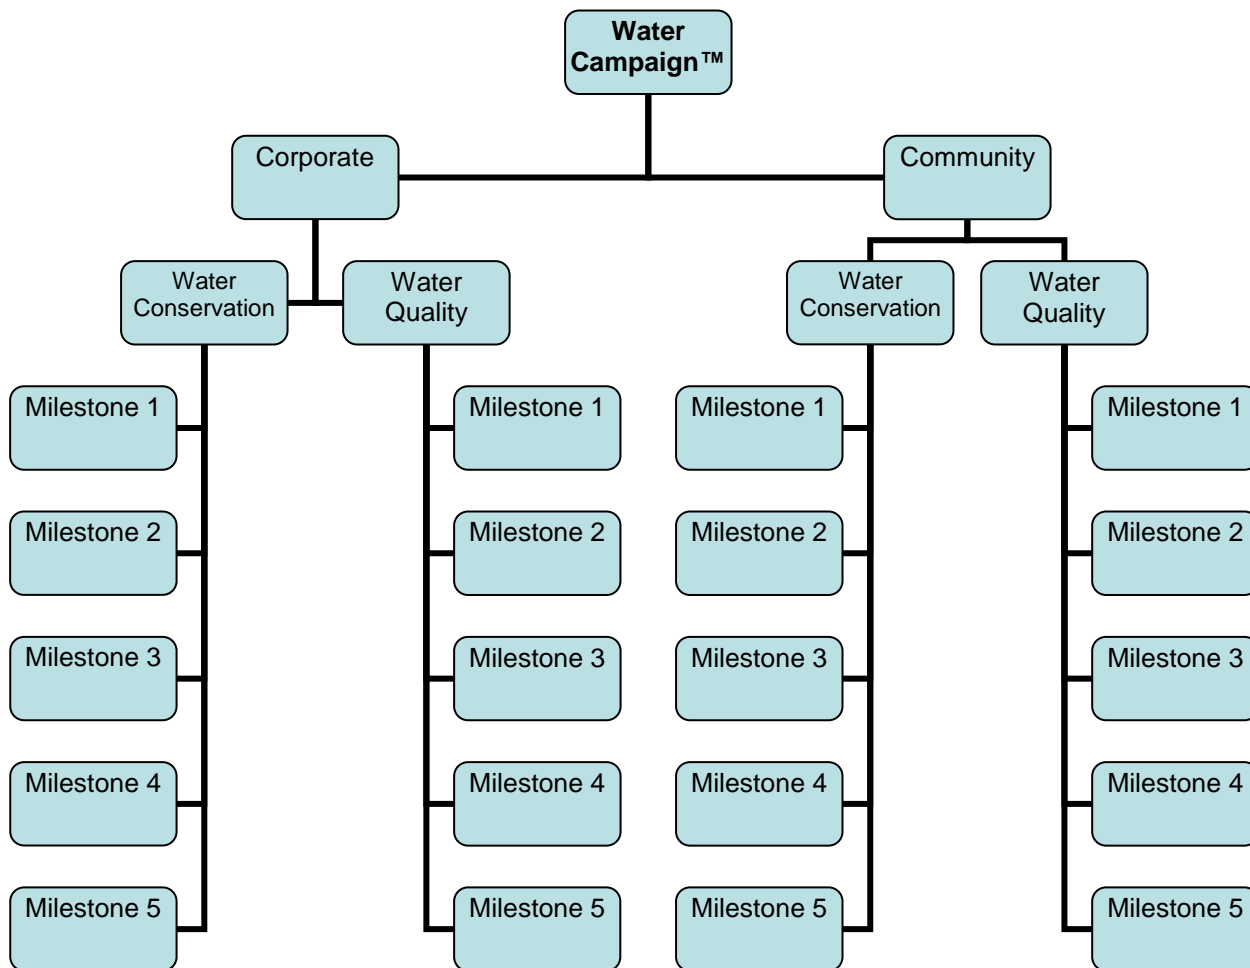 Water
Campaign™
Corporate
Community
Water
Conservation
Water
Quality
Water
Conservation
Water
Quality
Milestone 1
Milestone 1
Milestone 1
Milestone 1
Milestone 2
Milestone 2
Milestone 2
Milestone 2
Milestone 3
Milestone 3
Milestone 3
Milestone 3
Milestone 4
Milestone 4
Milestone 4
Milestone 4
Milestone 5
Milestone 5
Milestone 5
Milestone 5